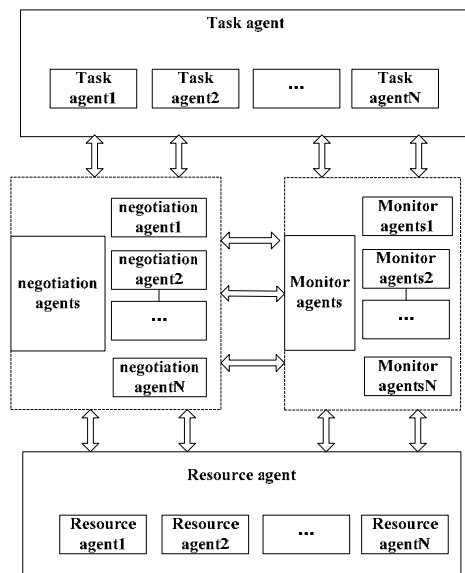 Task agent
Task
agent1
Task
agent2
...
Task
agentN
negotiation
agents
negotiation
agent1
negotiation
agent2
...
negotiation
agentN
Monitor
agents
Monitor
agents1
Monitor
agents2
...
Monitor
agentsN
Resource agent
Resource
agent1
Resource
agent2
...
Resource
agentN